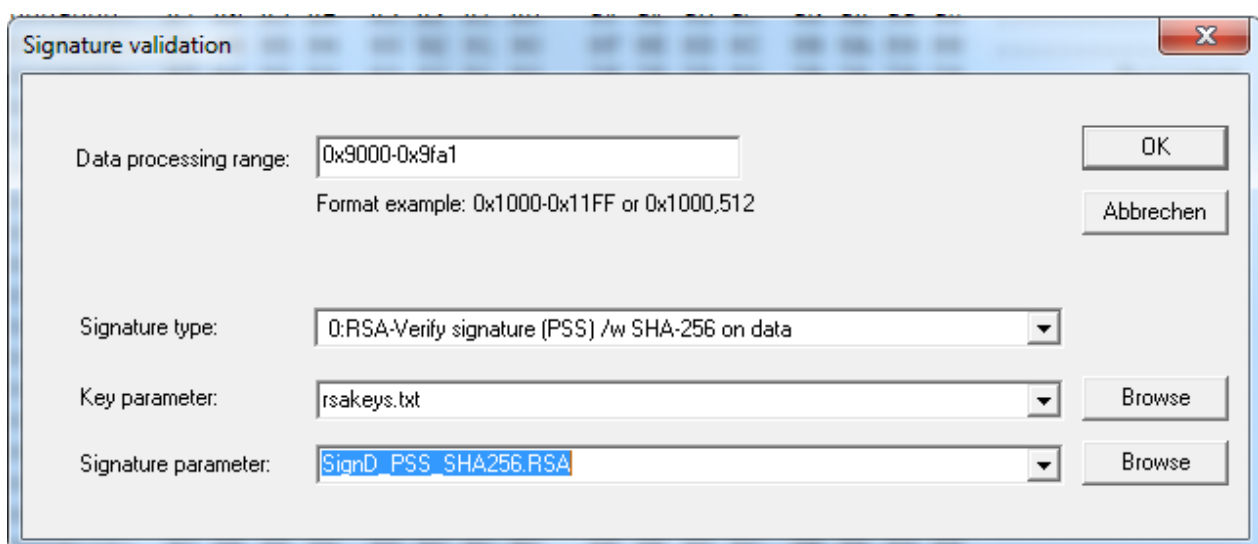 Signature validation
Data processing range: 0x9000-0x9fa1 OK
Format example: 0x1000-0x11FF or 0x1000,512 Abbrechen
Signature type: 0:RSA-Verify signature (PSS) /w SHA-256 on data
Key parameter: rsakeys.txt Browse
Signature parameter: SignD_PSS_SHA256.RSA Browse